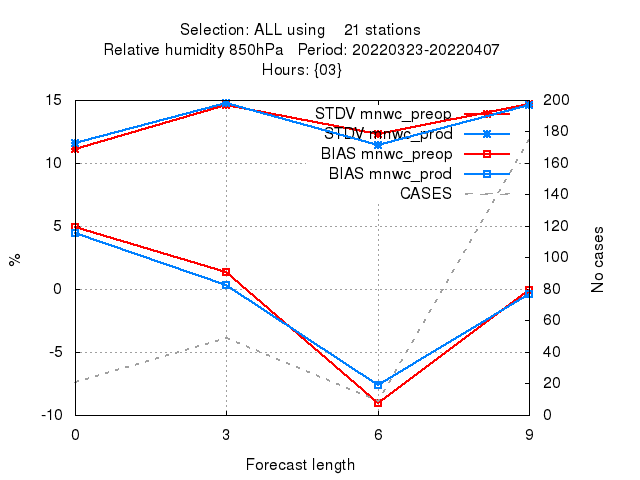 Selection: ALL using    21 stations
Relative humidity 850hPa   Period: 20220323-20220407
Hours: {03}
15
10
5
0
-5
-10
200
180
160
140
120
100
80
60
40
20
0
STDV mnwc_preop
STDV mnwc_prod
BIAS mnwc_preop
BIAS mnwc_prod
CASES
%
No cases
0
3
6
9
Forecast length